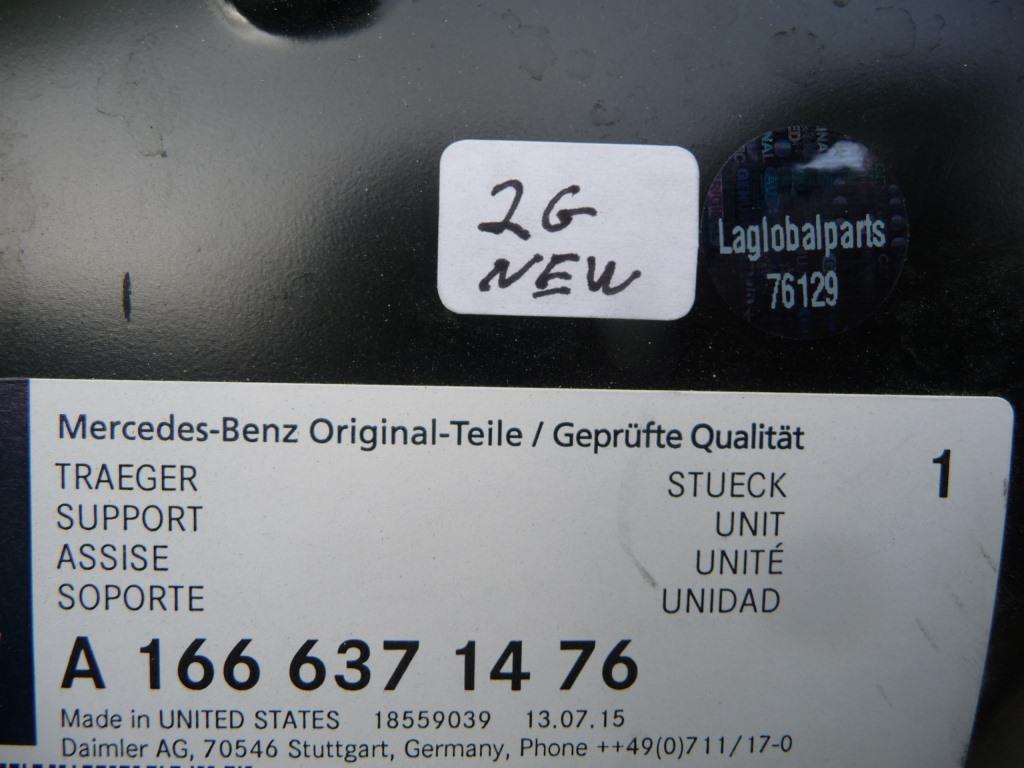 2G
NEW
Laglobalparts
76129
Mercedes-Benz Original-Teile / Geprüfte Qualität
TRAEGER STUECK 1
SUPPORT UNIT
ASSISE UNITÉ
SOPORTE UNIDAD
A 166 637 14 76
Made in UNITED STATES 18559039 13.07.15
Daimler AG, 70546 Stuttgart, Germany, Phone ++49(0)711/17-0